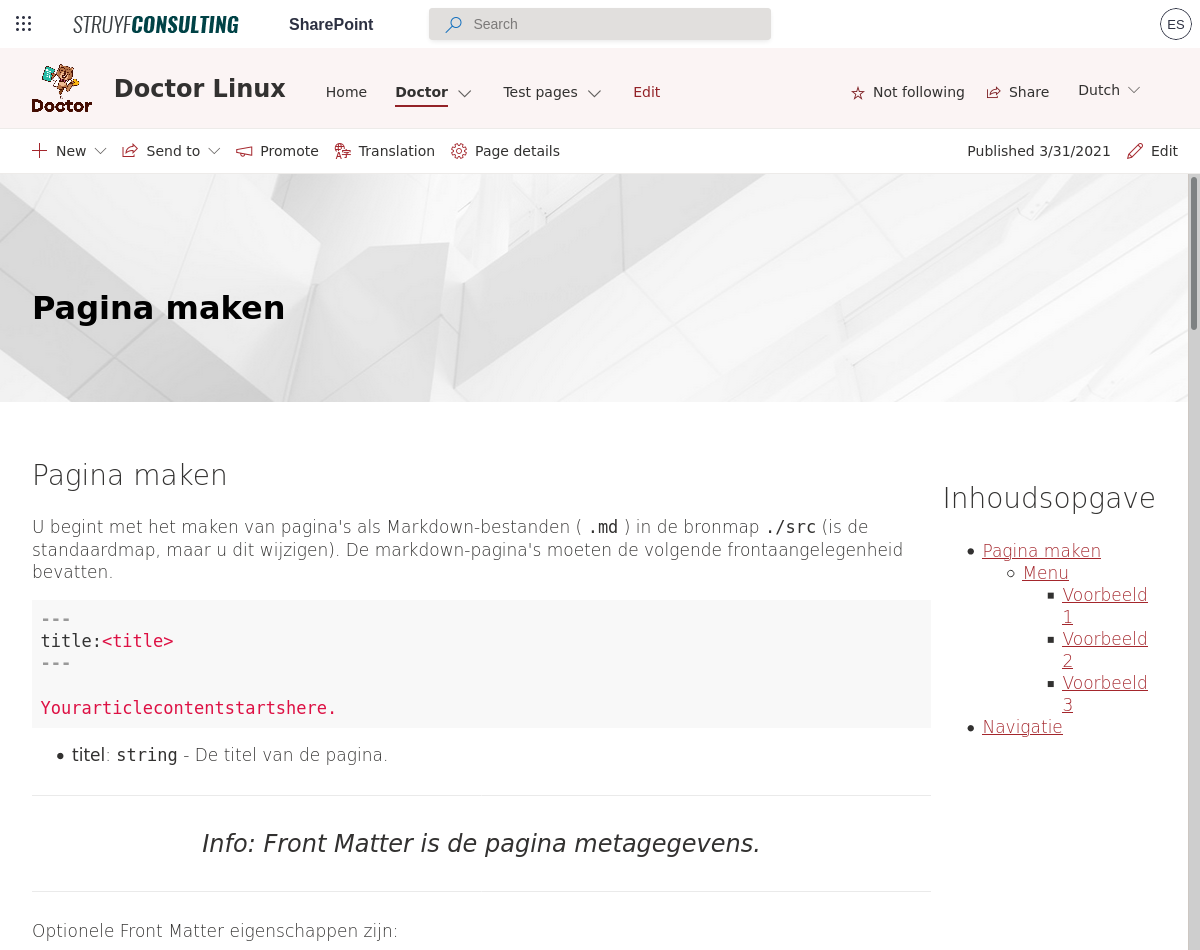 STRUYFCONSULTING SharePoint Search ES
Doctor Doctor Linux Home Doctor Test pages Edit Not following Share Dutch
New Send to Promote Translation Page details Published 3/31/2021 Edit
Pagina maken
Pagina maken
U begint met het maken van pagina's als Markdown-bestanden ( .md ) in de bronmap ./src (is de
standaardmap, maar u dit wijzigen). De markdown-pagina's moeten de volgende frontaangelegenheid
bevatten.
---
title:<title>
---
Yourarticlecontentstartshere.
• titel: string - De titel van de pagina.
Info: Front Matter is de pagina metagegevens.
Optionele Front Matter eigenschappen zijn:
Inhoudsopgave
• Pagina maken
○ Menu
▪ Voorbeeld
1
▪ Voorbeeld
2
▪ Voorbeeld
3
• Navigatie